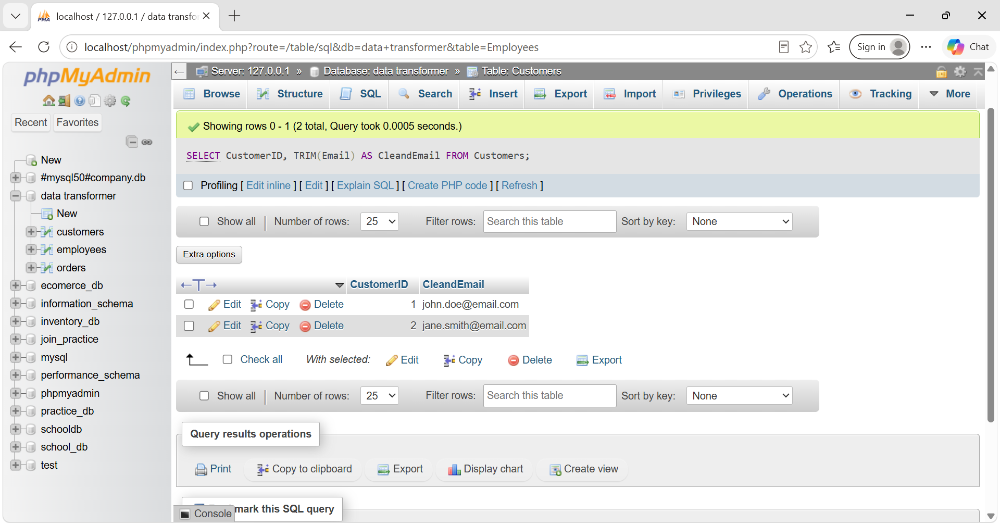 localhost / 127.0.0.1 / data transfo
localhost/phpmyadmin/index.php?route=/table/sql&db=data+transformer&table=Employees
Sign in
Chat
phpMyAdmin
Recent
Favorites
New
#mysql50#company.db
data transformer
New
customers
employees
orders
ecomerce_db
information_schema
inventory_db
join_practice
mysql
performance_schema
phpmyadmin
practice_db
schooldb
school_db
test
Server: 127.0.0.1 » Database: data transformer » Table: Customers
Browse Structure SQL Search Insert Export Import Privileges Operations Tracking More
Showing rows 0 - 1 (2 total, Query took 0.0005 seconds.)
SELECT CustomerID, TRIM(Email) AS CleandEmail FROM Customers;
Profiling [ Edit inline ] [ Edit ] [ Explain SQL ] [ Create PHP code ] [ Refresh ]
Show all Number of rows: 25 Filter rows: Search this table Sort by key: None
Extra options
CustomerID CleandEmail
Edit Copy Delete 1 john.doe@email.com
Edit Copy Delete 2 jane.smith@email.com
Check all With selected: Edit Copy Delete Export
Show all Number of rows: 25 Filter rows: Search this table Sort by key: None
Query results operations
Print Copy to clipboard Export Display chart Create view
mark this SQL query
Console